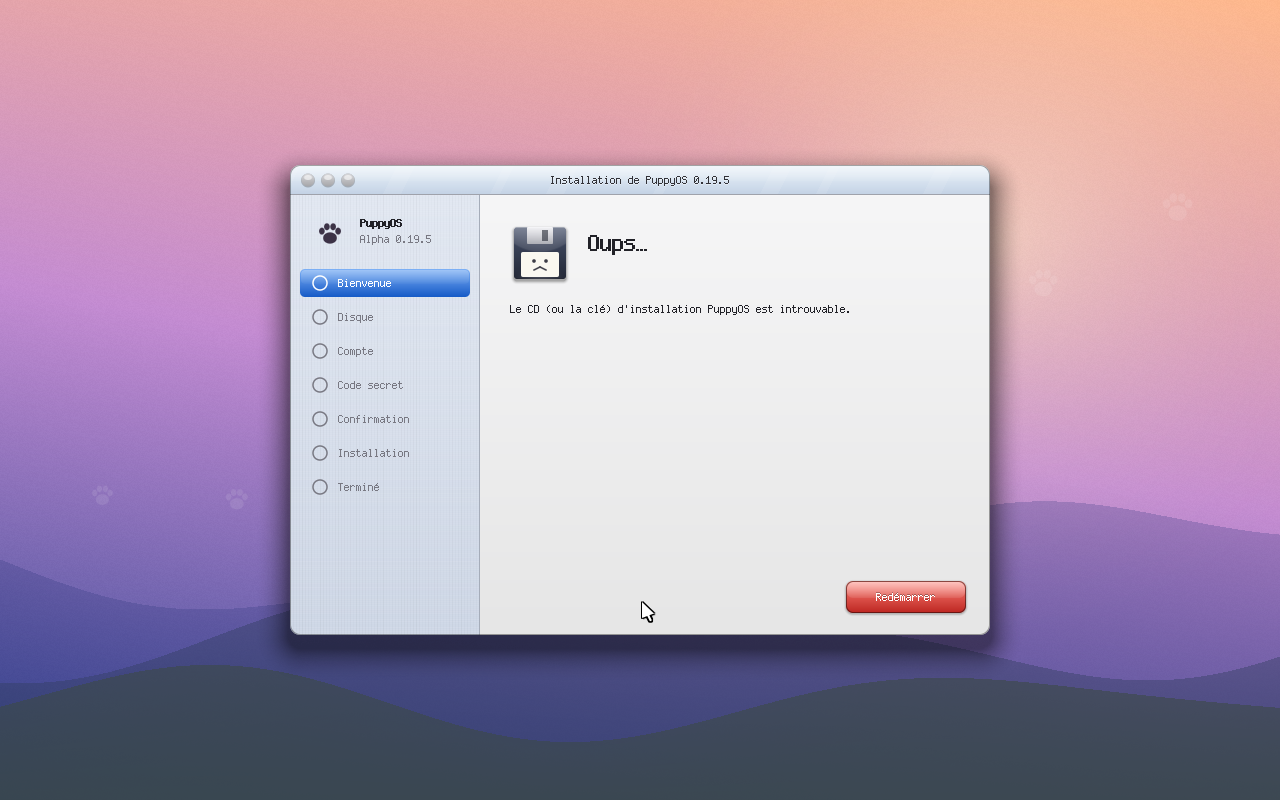 Installation de PuppyOS 0.19.5
PuppyOS
Alpha 0.19.5
Bienvenue
Disque
Compte
Code secret
Confirmation
Installation
Terminé
Oups…
Le CD (ou la clé) d'installation PuppyOS est introuvable.
Redémarrer